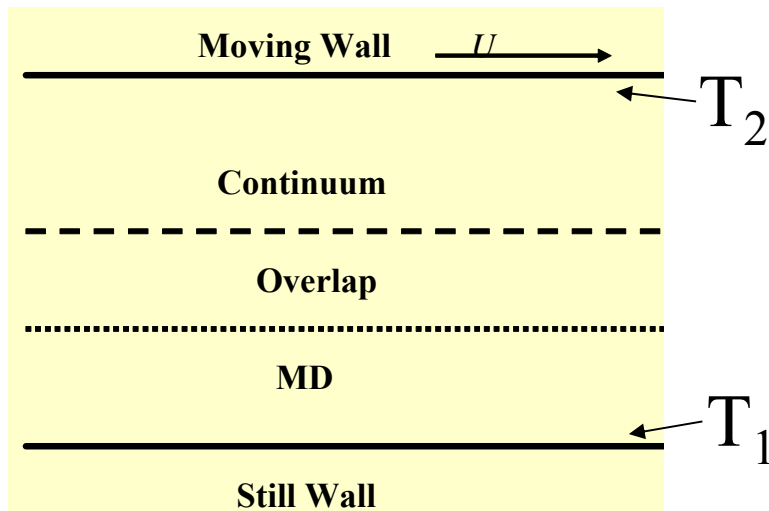 Moving Wall U
T2
Continuum
Overlap
MD
T1
Still Wall